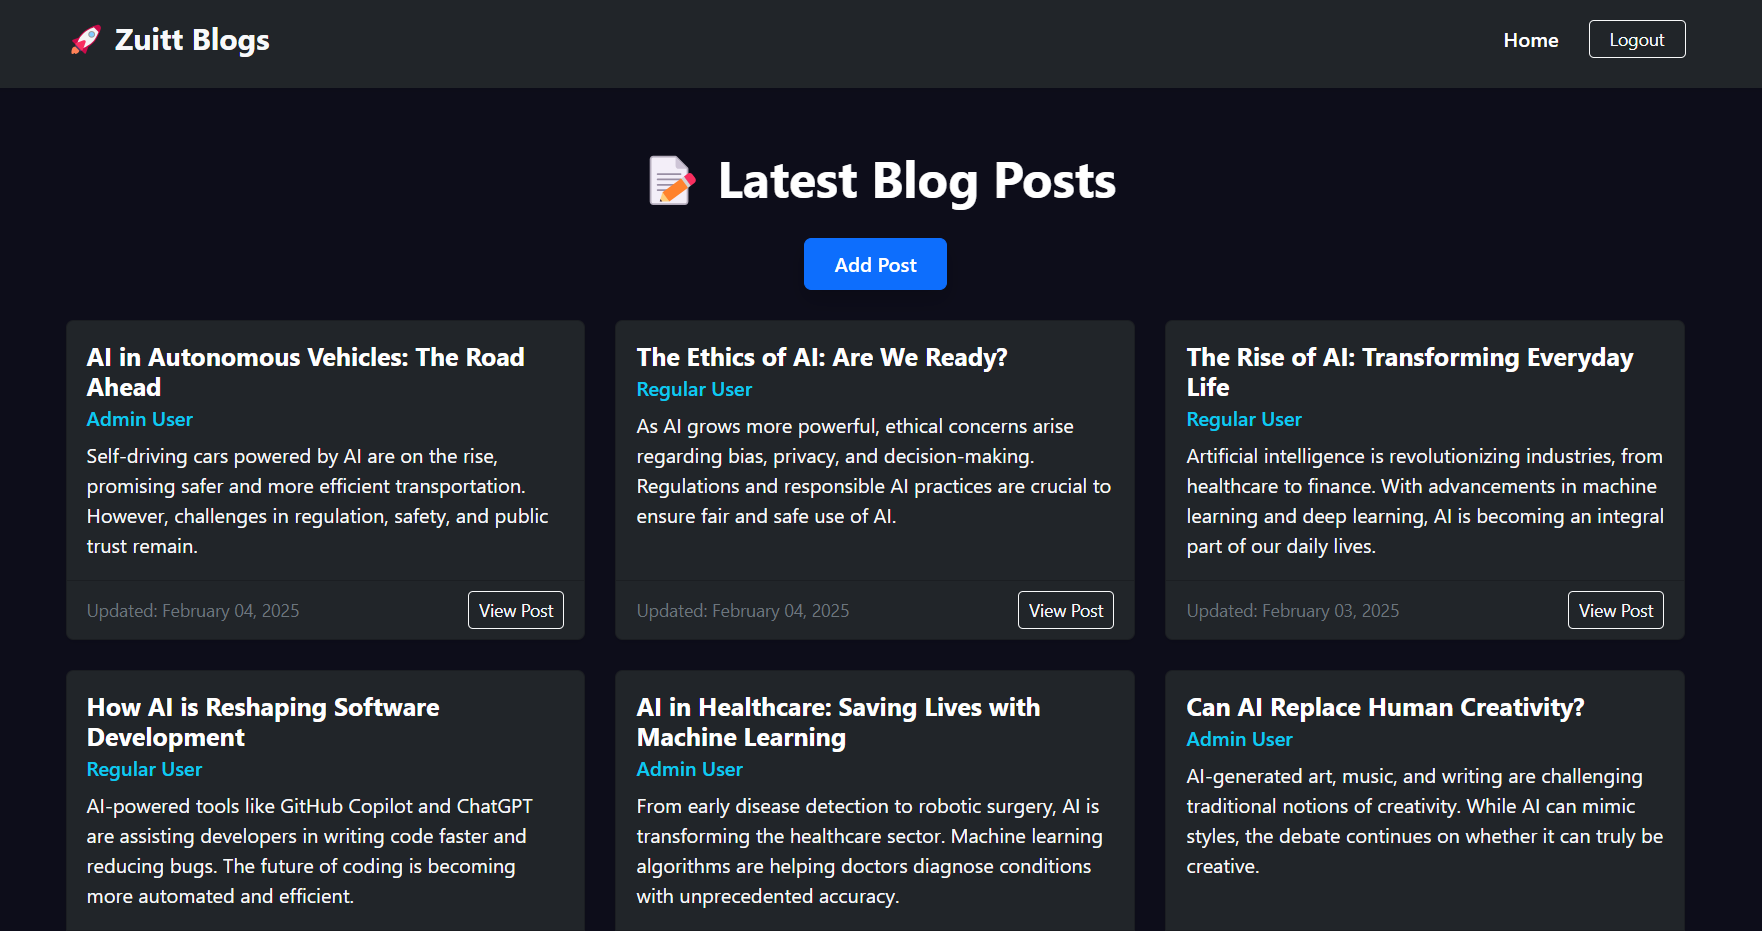 Zuitt Blogs
Home
Logout
Latest Blog Posts
Add Post
AI in Autonomous Vehicles: The Road
Ahead
Admin User
Self-driving cars powered by AI are on the rise,
promising safer and more efficient transportation.
However, challenges in regulation, safety, and public
trust remain.
Updated: February 04, 2025
View Post
The Ethics of AI: Are We Ready?
Regular User
As AI grows more powerful, ethical concerns arise
regarding bias, privacy, and decision-making.
Regulations and responsible AI practices are crucial to
ensure fair and safe use of AI.
Updated: February 04, 2025
View Post
The Rise of AI: Transforming Everyday
Life
Regular User
Artificial intelligence is revolutionizing industries, from
healthcare to finance. With advancements in machine
learning and deep learning, AI is becoming an integral
part of our daily lives.
Updated: February 03, 2025
View Post
How AI is Reshaping Software
Development
Regular User
AI-powered tools like GitHub Copilot and ChatGPT
are assisting developers in writing code faster and
reducing bugs. The future of coding is becoming
more automated and efficient.
AI in Healthcare: Saving Lives with
Machine Learning
Admin User
From early disease detection to robotic surgery, AI is
transforming the healthcare sector. Machine learning
algorithms are helping doctors diagnose conditions
with unprecedented accuracy.
Can AI Replace Human Creativity?
Admin User
AI-generated art, music, and writing are challenging
traditional notions of creativity. While AI can mimic
styles, the debate continues on whether it can truly be
creative.